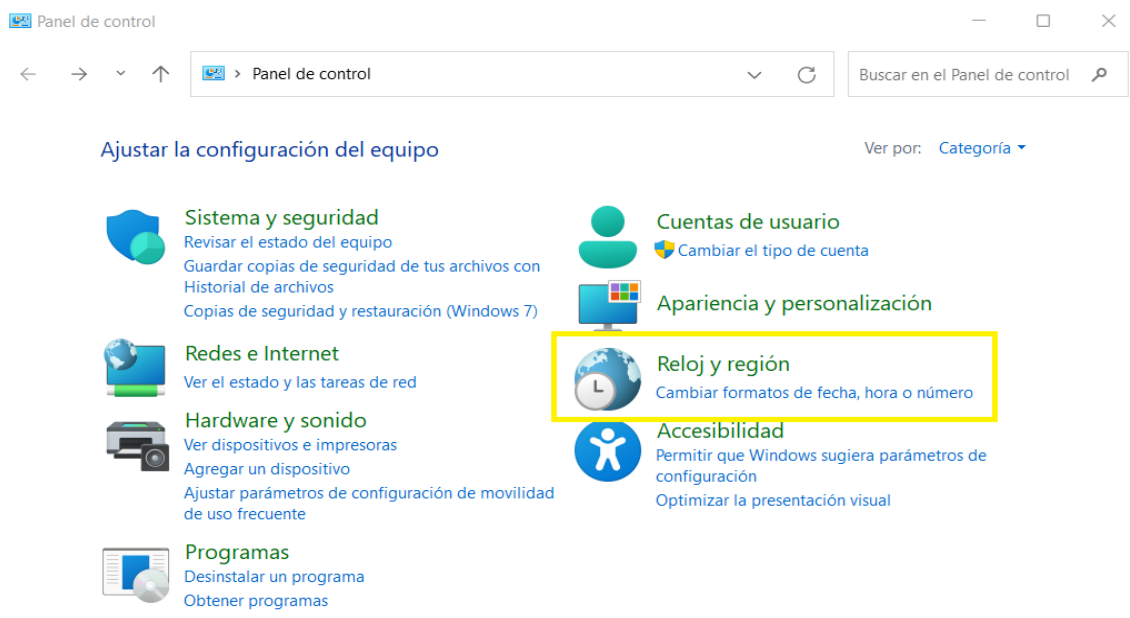 Panel de control
Panel de control
Buscar en el Panel de control
Ajustar la configuración del equipo
Ver por: Categoría
Sistema y seguridad
Revisar el estado del equipo
Guardar copias de seguridad de tus archivos con
Historial de archivos
Copias de seguridad y restauración (Windows 7)
Redes e Internet
Ver el estado y las tareas de red
Hardware y sonido
Ver dispositivos e impresoras
Agregar un dispositivo
Ajustar parámetros de configuración de movilidad
de uso frecuente
Programas
Desinstalar un programa
Obtener programas
Cuentas de usuario
Cambiar el tipo de cuenta
Apariencia y personalización
Reloj y región
Cambiar formatos de fecha, hora o número
Accesibilidad
Permitir que Windows sugiera parámetros de
configuración
Optimizar la presentación visual